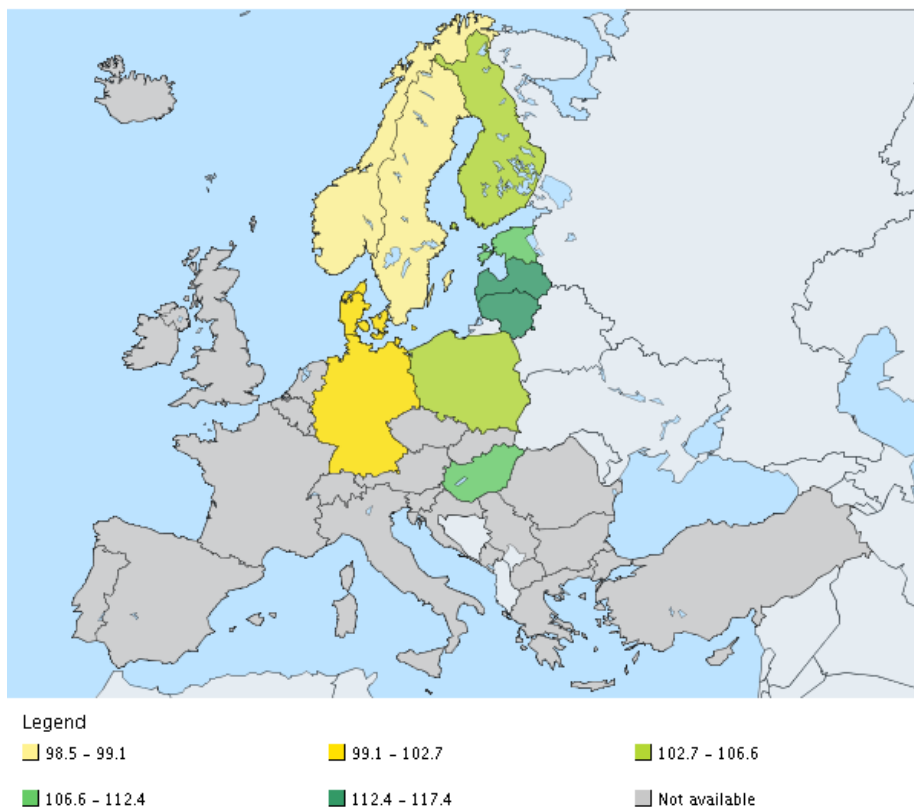 Legend
98.5 - 99.1
99.1 - 102.7
102.7 - 106.6
106.6 - 112.4
112.4 - 117.4
Not available